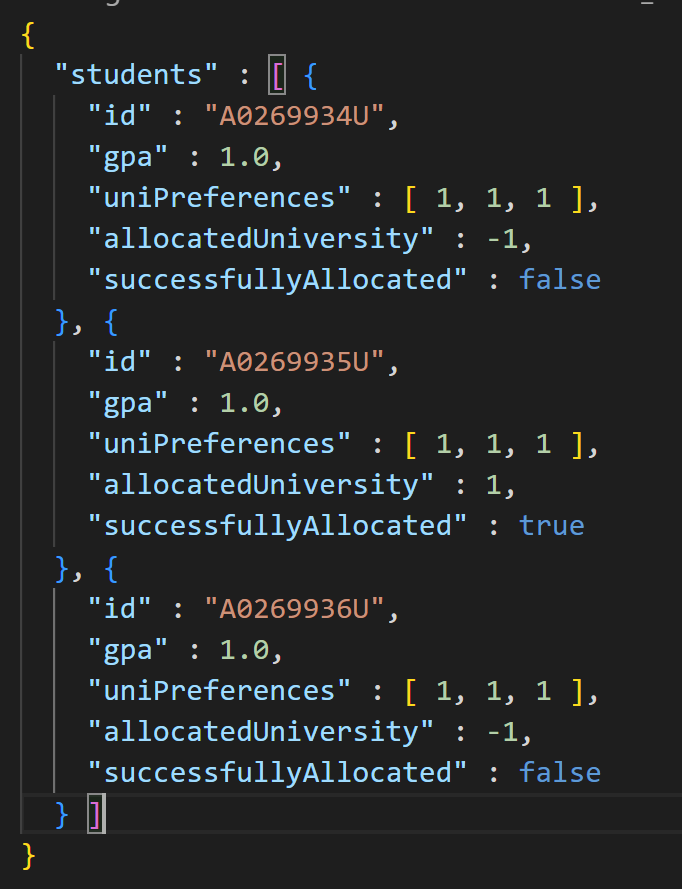 {
  "students" : [ {
    "id" : "A0269934U",
    "gpa" : 1.0,
    "uniPreferences" : [ 1, 1, 1 ],
    "allocatedUniversity" : -1,
    "successfullyAllocated" : false
  }, {
    "id" : "A0269935U",
    "gpa" : 1.0,
    "uniPreferences" : [ 1, 1, 1 ],
    "allocatedUniversity" : 1,
    "successfullyAllocated" : true
  }, {
    "id" : "A0269936U",
    "gpa" : 1.0,
    "uniPreferences" : [ 1, 1, 1 ],
    "allocatedUniversity" : -1,
    "successfullyAllocated" : false
  } ]
}